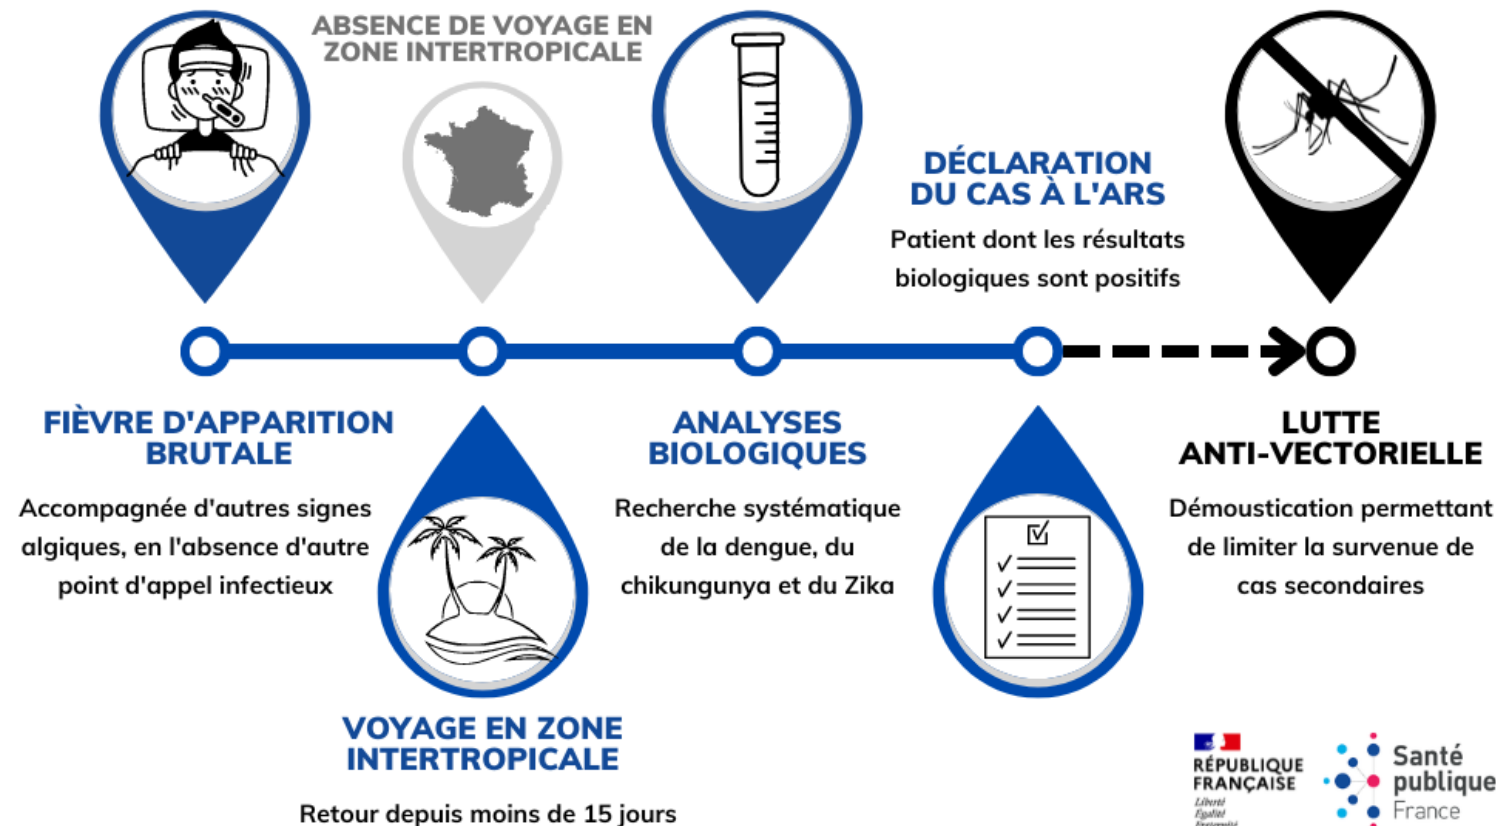 ABSENCE DE VOYAGE EN
ZONE INTERTROPICALE
DÉCLARATION
DU CAS À L'ARS
Patient dont les résultats
biologiques sont positifs
FIÈVRE D'APPARITION
BRUTALE
Accompagnée d'autres signes
algiques, en l'absence d'autre
point d'appel infectieux
VOYAGE EN ZONE
INTERTROPICALE
Retour depuis moins de 15 jours
ANALYSES
BIOLOGIQUES
Recherche systématique
de la dengue, du
chikungunya et du Zika
LUTTE
ANTI-VECTORIELLE
Démoustication permettant
de limiter la survenue de
cas secondaires
RÉPUBLIQUE
FRANÇAISE
Liberté
Égalité
Fraternité
Santé
publique
France